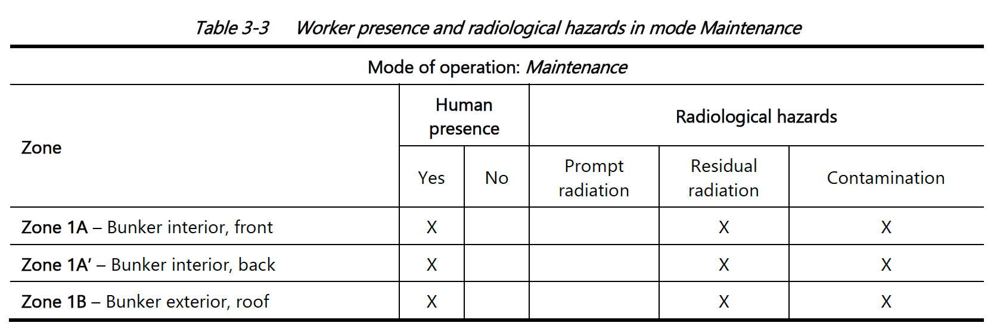 Table 3-3 Worker presence and radiological hazards in mode Maintenance
Mode of operation: Maintenance
Zone
Human
presence
Radiological hazards
Yes
No
Prompt
radiation
Residual
radiation
Contamination
Zone 1A – Bunker interior, front X X X
Zone 1A’ – Bunker interior, back X X X
Zone 1B – Bunker exterior, roof X X X